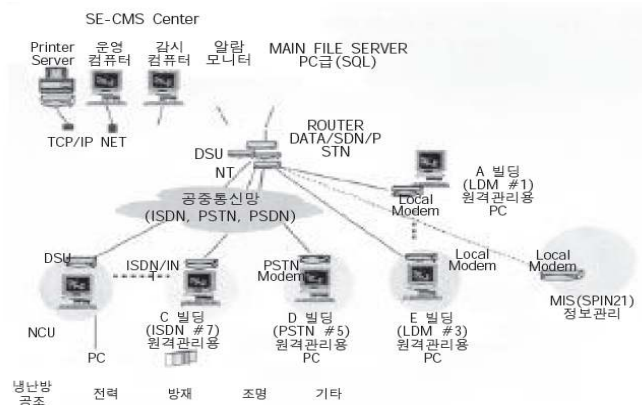 SE-CMS Center
Printer
Server
운영
컴퓨터
감시
컴퓨터
알람
모니터
MAIN FILE SERVER
PC급(SQL)
TCP/IP NET
DSU
NT
ROUTER
DATA/SDN/P
STN
공중통신망
(ISDN, PSTN, PSDN)
Local
Modem
A 빌딩
(LDM #1)
원격관리용
PC
DSU
ISDN/IN
PSTN
Modem
Local
Modem
Local
Modem
MIS(SPIN21)
정보관리
NCU
PC
C 빌딩
(ISDN #7)
원격관리용
D 빌딩
(PSTN #5)
원격관리용
PC
E 빌딩
(LDM #3)
원격관리용
PC
냉난방
공조
전력
방재
조명
기타